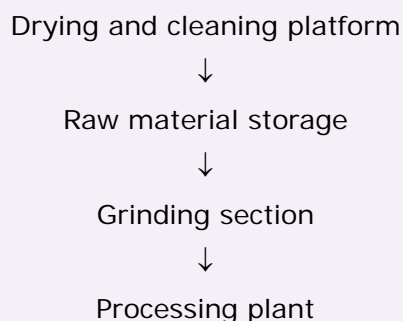 Drying and cleaning platform
↓
Raw material storage
↓
Grinding section
↓
Processing plant